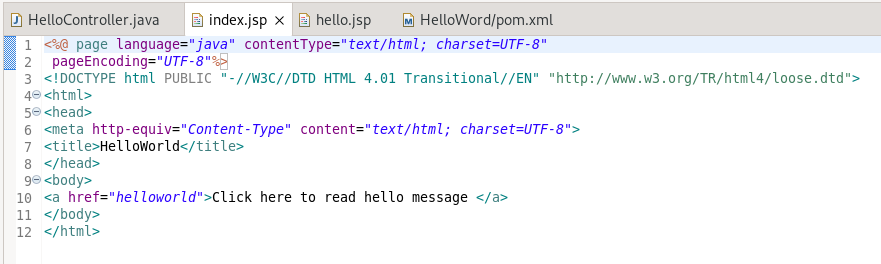 HelloController.java index.jsp hello.jsp HelloWord/pom.xml
1 <%@ page language="java" contentType="text/html; charset=UTF-8"
2 pageEncoding="UTF-8"%>
3 <!DOCTYPE html PUBLIC "-//W3C//DTD HTML 4.01 Transitional//EN" "http://www.w3.org/TR/html4/loose.dtd">
4 <html>
5 <head>
6 <meta http-equiv="Content-Type" content="text/html; charset=UTF-8">
7 <title>HelloWorld</title>
8 </head>
9 <body>
10 <a href="helloworld">Click here to read hello message </a>
11 </body>
12 </html>